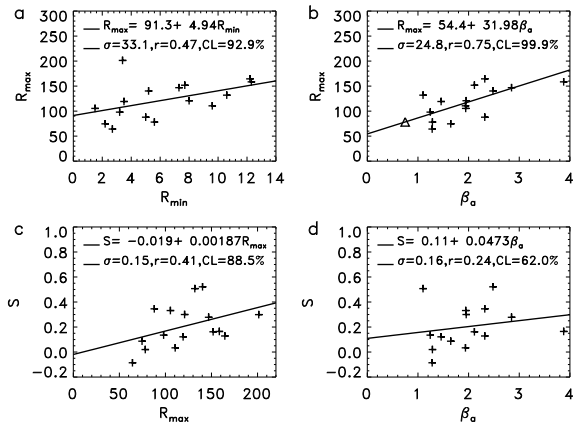 a
R_max = 91.3+ 4.94R_min
σ=33.1,r=0.47,CL=92.9%
300
250
200
150
100
50
0
R_max
0 2 4 6 8 10 12 14
R_min
b
R_max = 54.4+ 31.98β_a
σ=24.8,r=0.75,CL=99.9%
300
250
200
150
100
50
0
R_max
0 1 2 3 4
β_a
c
S= −0.019+ 0.00187R_max
σ=0.15,r=0.41,CL=88.5%
1.0
0.8
0.6
0.4
0.2
0.0
−0.2
S
0 50 100 150 200
R_max
d
S= 0.11+ 0.0473β_a
σ=0.16,r=0.24,CL=62.0%
1.0
0.8
0.6
0.4
0.2
0.0
−0.2
S
0 1 2 3 4
β_a